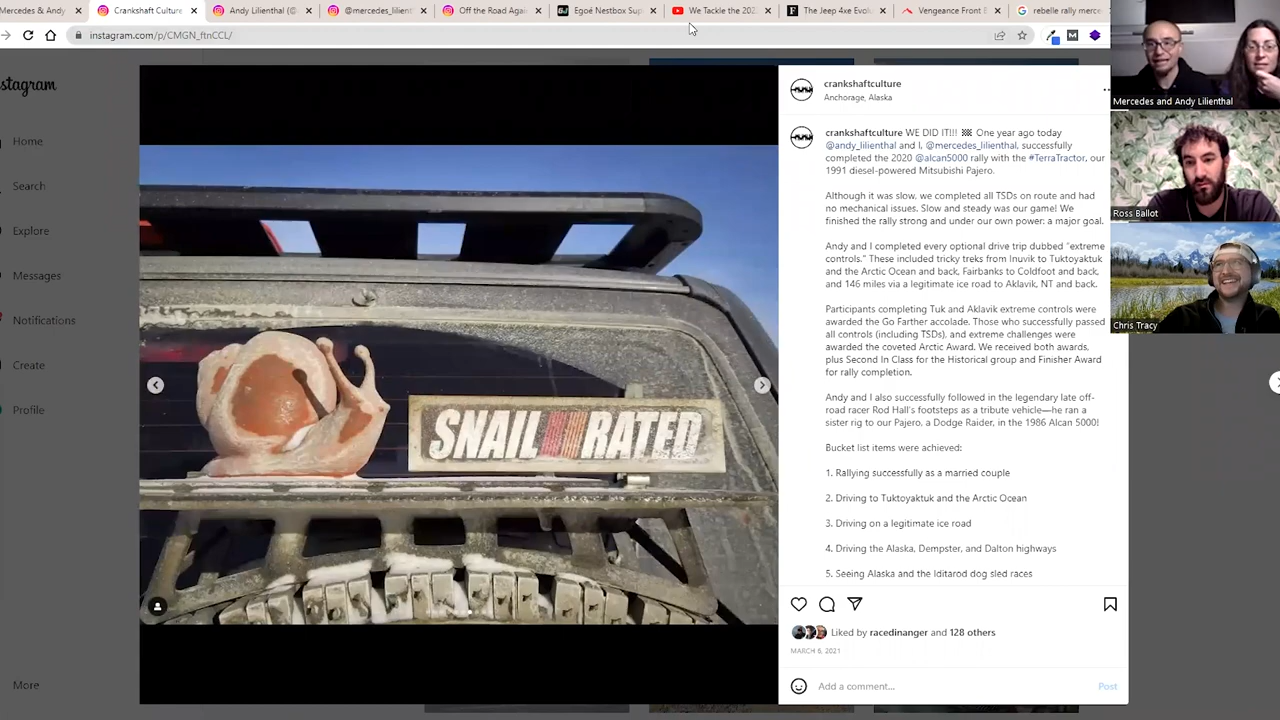 Mercedes & Andy
Crankshaft Culture
Andy Lilienthal (@
@mercedes_lilient
Off the Road Again
Egoé Nestbox Sup
We Tackle the 202
The Jeep 4xe Evolu
Vengeance Front B
rebelle rally merce
instagram.com/p/CMGN_ftnCCL/
Mercedes and Andy Lilienthal
Ross Ballot
Chris Tracy
stagram
Home
Search
Explore
Messages
Notifications
Create
Profile
More
SNAIL RATED
crankshaftculture
Anchorage, Alaska
crankshaftculture WE DID IT!!! 🏁 One year ago today
@andy_lilienthal and I, @mercedes_lilienthal, successfully
completed the 2020 @alcan5000 rally with the #TerraTractor, our
1991 diesel-powered Mitsubishi Pajero.
Although it was slow, we completed all TSDs on route and had
no mechanical issues. Slow and steady was our game! We
finished the rally strong and under our own power: a major goal.
Andy and I completed every optional drive trip dubbed "extreme
controls." These included tricky treks from Inuvik to Tuktoyaktuk
and the Arctic Ocean and back, Fairbanks to Coldfoot and back,
and 146 miles via a legitimate ice road to Aklavik, NT and back.
Participants completing Tuk and Aklavik extreme controls were
awarded the Go Farther accolade. Those who successfully passed
all controls (including TSDs), and extreme challenges were
awarded the coveted Arctic Award. We received both awards,
plus Second In Class for the Historical group and Finisher Award
for rally completion.
Andy and I also successfully followed in the legendary late off-
road racer Rod Hall's footsteps as a tribute vehicle—he ran a
sister rig to our Pajero, a Dodge Raider, in the 1986 Alcan 5000!
Bucket list items were achieved:
1. Rallying successfully as a married couple
2. Driving to Tuktoyaktuk and the Arctic Ocean
3. Driving on a legitimate ice road
4. Driving the Alaska, Dempster, and Dalton highways
5. Seeing Alaska and the Iditarod dog sled races
Liked by racedinanger and 128 others
MARCH 6, 2021
Add a comment...
Post